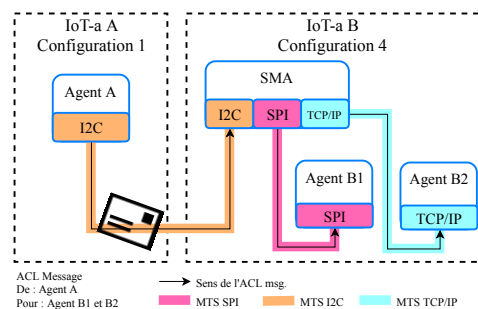 IoT-a A
Configuration 1
IoT-a B
Configuration 4
Agent A
I2C
SMA
I2C
SPI
TCP/IP
Agent B1
SPI
Agent B2
TCP/IP
ACL Message
De : Agent A
Pour : Agent B1 et B2
Sens de l'ACL msg.
MTS SPI
MTS I2C
MTS TCP/IP